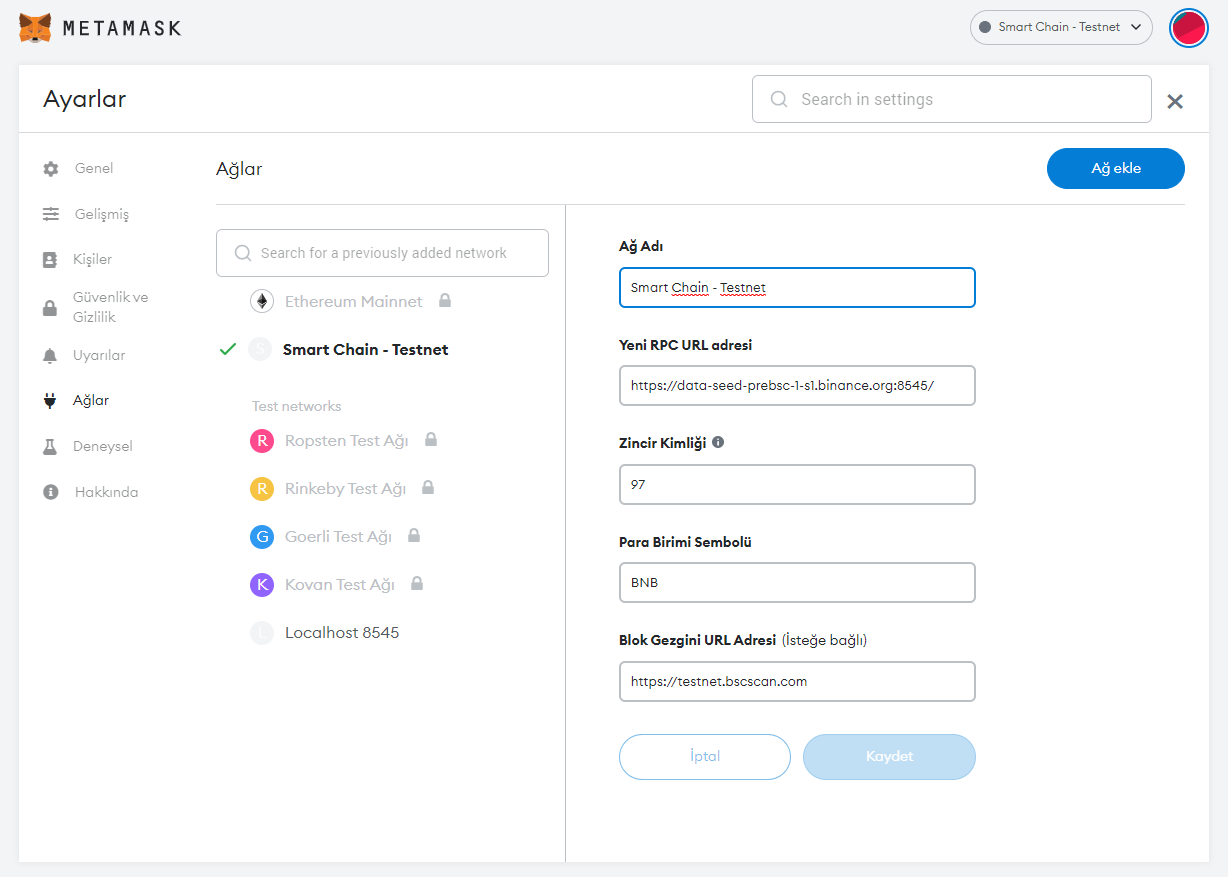 METAMASK
Smart Chain - Testnet
Ayarlar
Search in settings
Genel
Gelişmiş
Kişiler
Güvenlik ve
Gizlilik
Uyarılar
Ağlar
Deneysel
Hakkında
Ağlar
Ağ ekle
Search for a previously added network
Ethereum Mainnet
S
Smart Chain - Testnet
Test networks
R Ropsten Test Ağı
R Rinkeby Test Ağı
G Goerli Test Ağı
K Kovan Test Ağı
L Localhost 8545
Ağ Adı
Smart Chain - Testnet
Yeni RPC URL adresi
https://data-seed-prebsc-1-s1.binance.org:8545/
Zincir Kimliği
97
Para Birimi Sembolü
BNB
Blok Gezgini URL Adresi (İsteğe bağlı)
https://testnet.bscscan.com
İptal
Kaydet